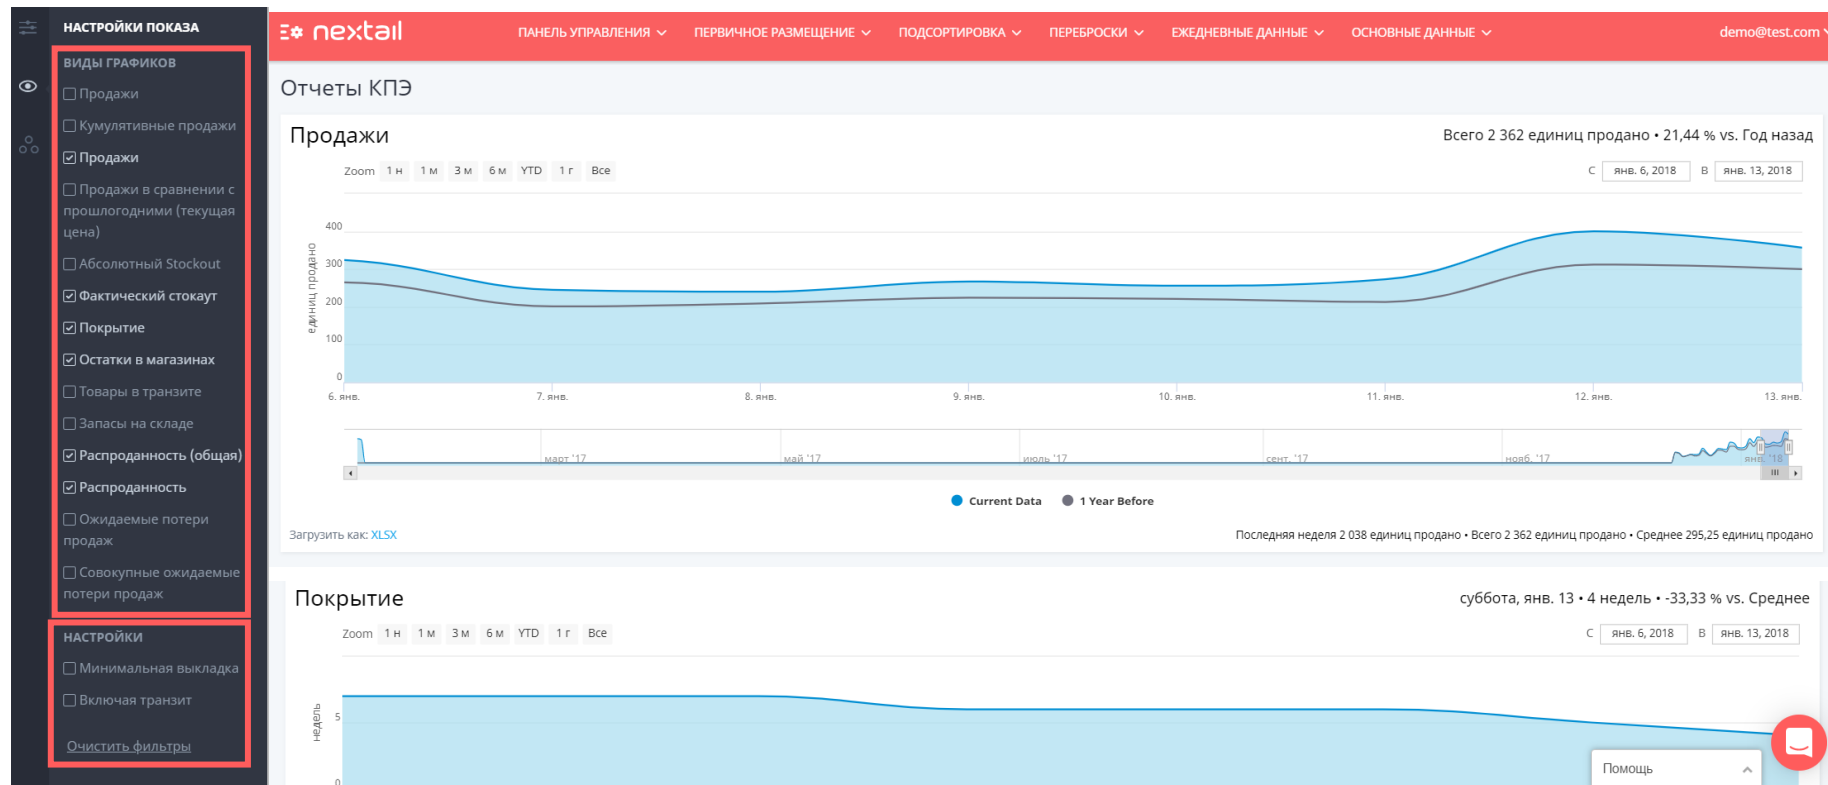 НАСТРОЙКИ ПОКАЗА
ВИДЫ ГРАФИКОВ
Продажи
Кумулятивные продажи
Продажи
Продажи в сравнении с
прошлогодними (текущая
цена)
Абсолютный Stockout
Фактический стокаут
Покрытие
Остатки в магазинах
Товары в транзите
Запасы на складе
Распроданность (общая)
Распроданность
Ожидаемые потери
продаж
Совокупные ожидаемые
потери продаж
НАСТРОЙКИ
Минимальная выкладка
Включая транзит
Очистить фильтры
nextail ПАНЕЛЬ УПРАВЛЕНИЯ ПЕРВИЧНОЕ РАЗМЕЩЕНИЕ ПОДСОРТИРОВКА ПЕРЕБРОСКИ ЕЖЕДНЕВНЫЕ ДАННЫЕ ОСНОВНЫЕ ДАННЫЕ demo@test.com
Отчеты КПЭ
Продажи Всего 2 362 единиц продано • 21,44 % vs. Год назад
Zoom 1 н 1 м 3 м 6 м YTD 1 г Все С янв. 6, 2018 В янв. 13, 2018
единиц продано
400
300
200
100
0
6. янв. 7. янв. 8. янв. 9. янв. 10. янв. 11. янв. 12. янв. 13. янв.
март '17 май '17 июль '17 сент. '17 нояб. '17 янв. '18
Current Data 1 Year Before
Загрузить как: XLSX Последняя неделя 2 038 единиц продано • Всего 2 362 единиц продано • Среднее 295,25 единиц продано
Покрытие суббота, янв. 13 • 4 недель • -33,33 % vs. Среднее
Zoom 1 н 1 м 3 м 6 м YTD 1 г Все С янв. 6, 2018 В янв. 13, 2018
недель
5
0
Помощь